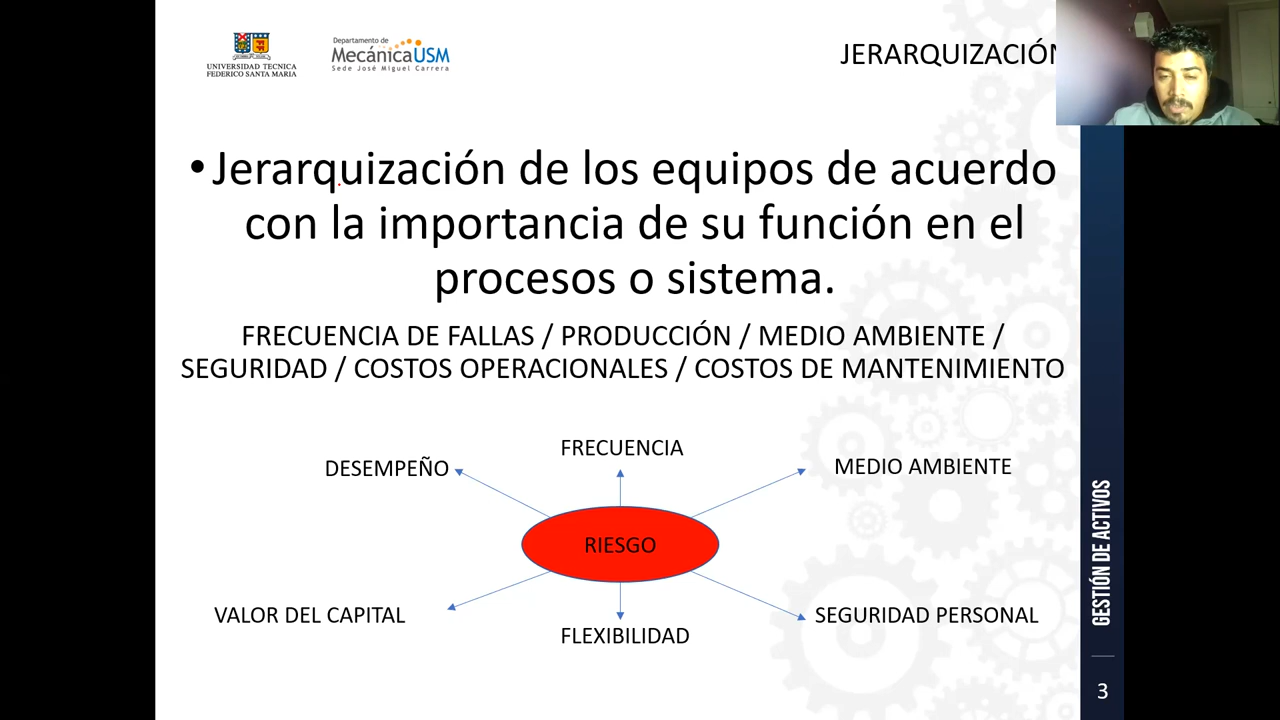 UNIVERSIDAD TECNICA
FEDERICO SANTA MARIA
Departamento de
MecánicaUSM
Sede José Miguel Carrera
JERARQUIZACIÓN
• Jerarquización de los equipos de acuerdo
con la importancia de su función en el
procesos o sistema.
FRECUENCIA DE FALLAS / PRODUCCIÓN / MEDIO AMBIENTE /
SEGURIDAD / COSTOS OPERACIONALES / COSTOS DE MANTENIMIENTO
FRECUENCIA
DESEMPEÑO
MEDIO AMBIENTE
RIESGO
VALOR DEL CAPITAL
SEGURIDAD PERSONAL
FLEXIBILIDAD
GESTIÓN DE ACTIVOS
3